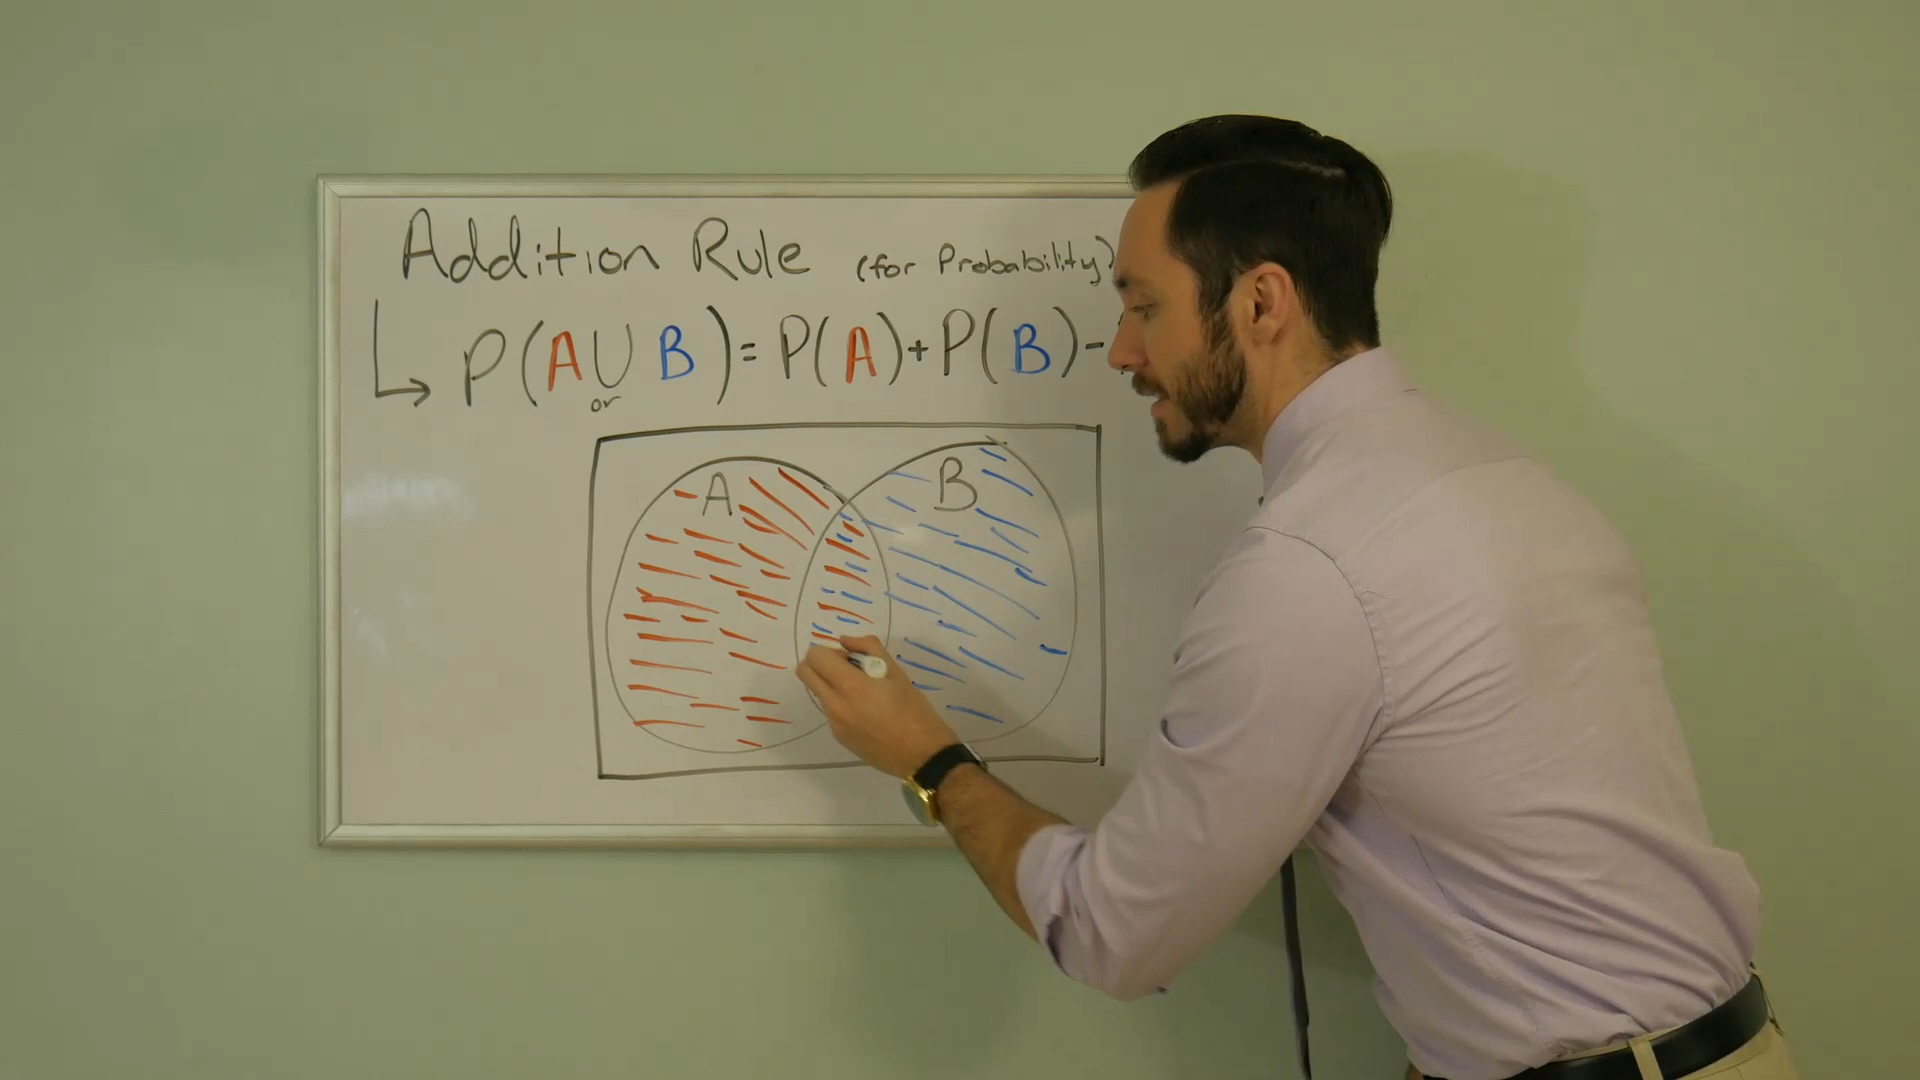 Addition Rule (for Probability)
P(A∪B)=P(A)+P(B)-
or
A B